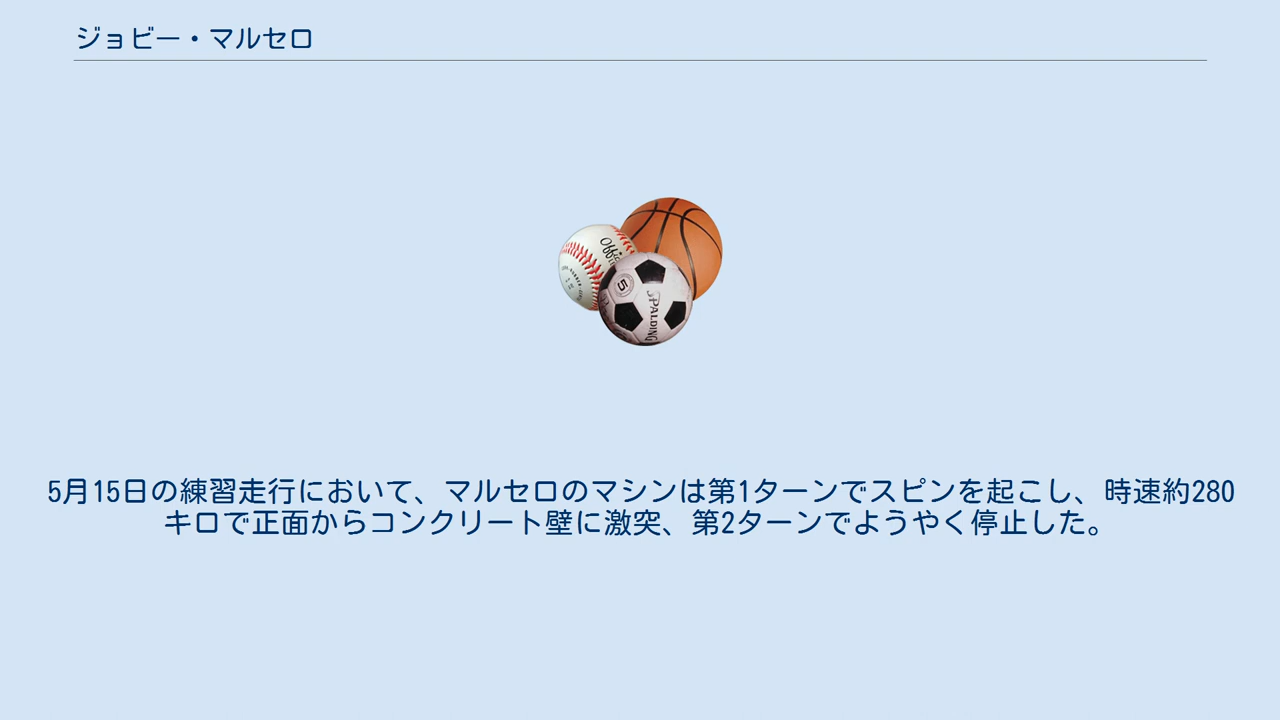 ジョビー・マルセロ
Offic
5
SPALDING
5月15日の練習走行において、マルセロのマシンは第1ターンでスピンを起こし、時速約280
キロで正面からコンクリート壁に激突、第2ターンでようやく停止した。